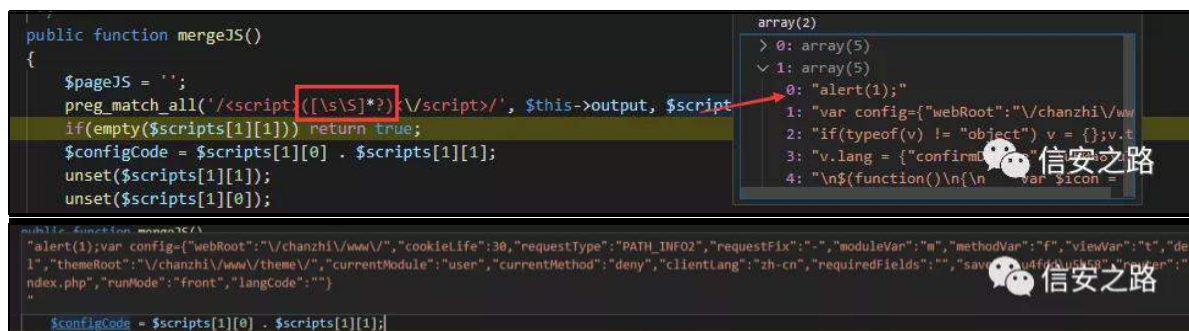 public function mergeJS()
{
$pageJS = '';
preg_match_all('/<script>([\s\S]*?)<\/script>/', $this->output, $script
if(empty($scripts[1][1])) return true;
$configCode = $scripts[1][0] . $scripts[1][1];
unset($scripts[1][1]);
unset($scripts[1][0]);
array(2)
> 0: array(5)
1: array(5)
0: "alert(1);"
1: "var config={"webRoot":"\/chanzhi\/ww
2: "if(typeof(v) != "object") v = {};v.t
3: "v.lang = {"confirmD
4: "\n$(function()\n{\n var $icon =
信安之路
public function mergeJS()
"alert(1);var config={"webRoot":"\/chanzhi\/www\/","cookieLife":30,"requestType":"PATH_INFO2","requestFix":"-","moduleVar":"m","methodVar":"f","viewVar":"t","de
l","themeRoot":"\/chanzhi\/www\/theme\/","currentModule":"user","currentMethod":"deny","clientLang":"zh-cn","requiredFields":"","save
ndex.php","runMode":"front","langCode":""}
"
信安之路
$configCode = $scripts[1][0] . $scripts[1][1];